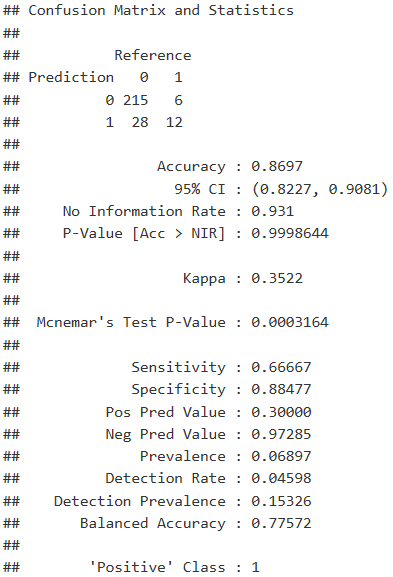 ## Confusion Matrix and Statistics
##
##           Reference
## Prediction   0   1
##          0 215   6
##          1  28  12
##
##                Accuracy : 0.8697
##                  95% CI : (0.8227, 0.9081)
##     No Information Rate : 0.931
##     P-Value [Acc > NIR] : 0.9998644
##
##                   Kappa : 0.3522
##
##  Mcnemar's Test P-Value : 0.0003164
##
##             Sensitivity : 0.66667
##             Specificity : 0.88477
##          Pos Pred Value : 0.30000
##          Neg Pred Value : 0.97285
##              Prevalence : 0.06897
##          Detection Rate : 0.04598
##    Detection Prevalence : 0.15326
##       Balanced Accuracy : 0.77572
##
##        'Positive' Class : 1